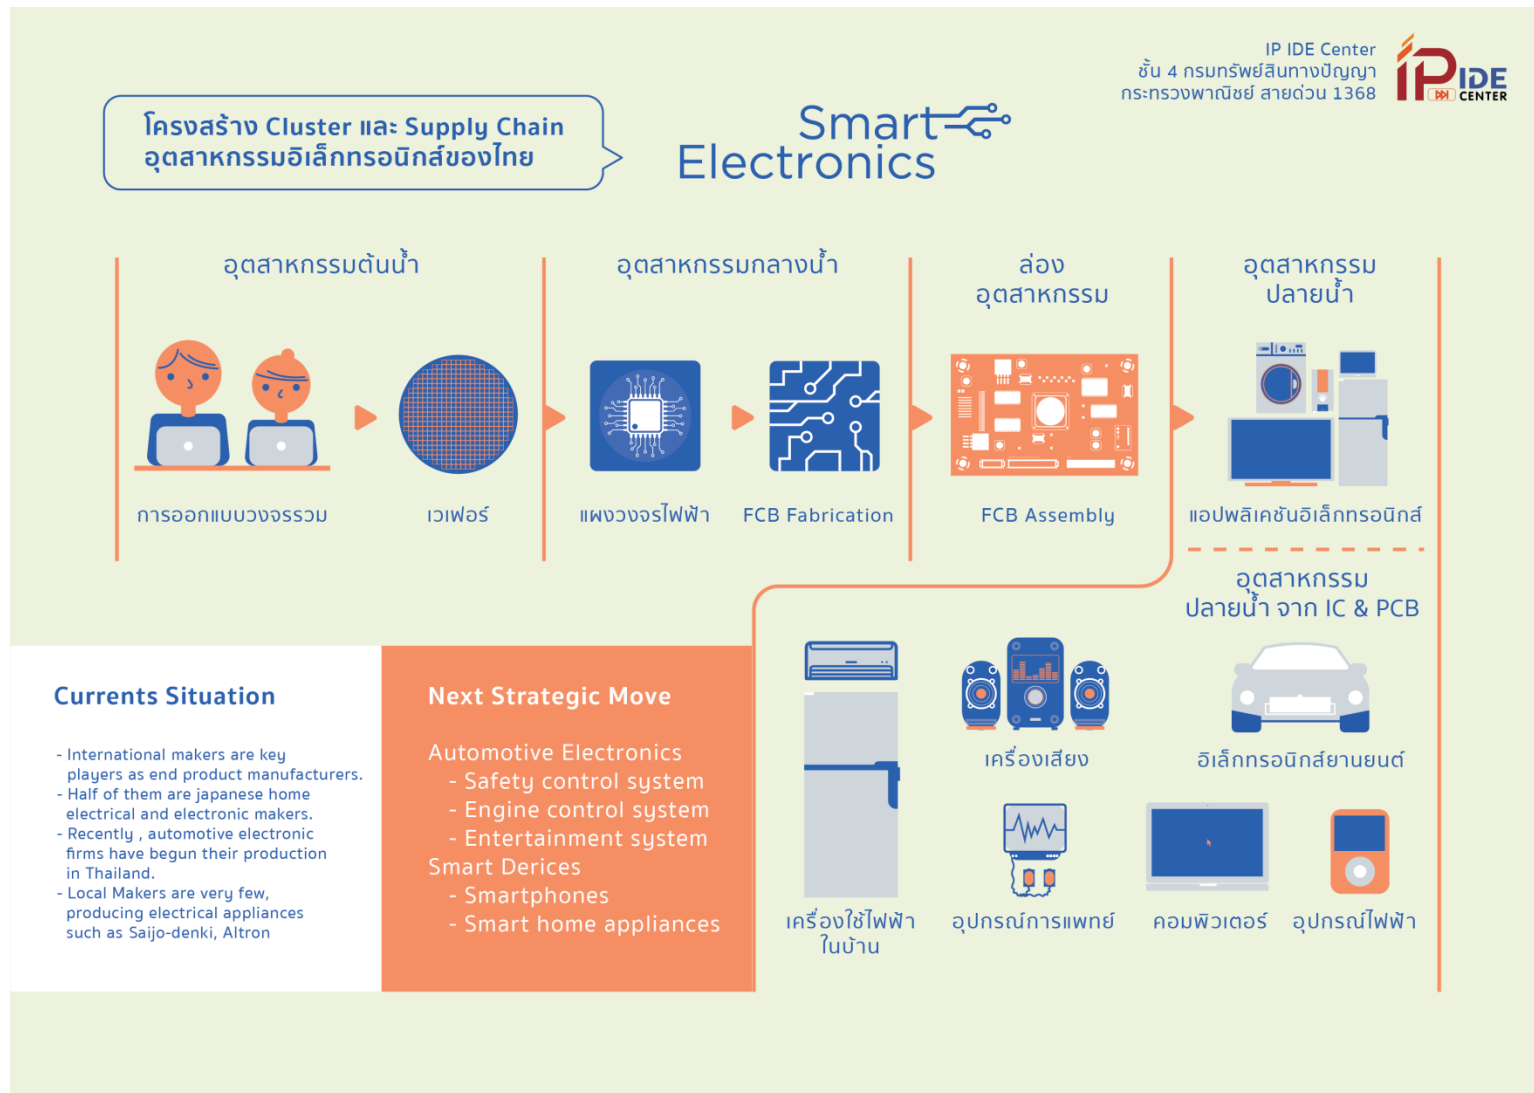 IP IDE Center
ชั้น 4 กรมทรัพย์สินทางปัญญา
กระทรวงพาณิชย์ สายด่วน 1368
IP IDE
CENTER
โครงสร้าง Cluster และ Supply Chain
อุตสาหกรรมอิเล็กทรอนิกส์ของไทย
Smart
Electronics
อุตสาหกรรมต้นน้ำ
อุตสาหกรรมกลางน้ำ
ล่อง
อุตสาหกรรม
อุตสาหกรรม
ปลายน้ำ
การออกแบบวงจรรวม
เวเฟอร์
แผงวงจรไฟฟ้า
FCB Fabrication
FCB Assembly
แอปพลิเคชันอิเล็กทรอนิกส์
อุตสาหกรรม
ปลายน้ำ จาก IC & PCB
Currents Situation
- International makers are key
players as end product manufacturers.
- Half of them are japanese home
electrical and electronic makers.
- Recently , automotive electronic
firms have begun their production
in Thailand.
- Local Makers are very few,
producing electrical appliances
such as Saijo-denki, Altron
Next Strategic Move
Automotive Electronics
- Safety control system
- Engine control system
- Entertainment system
Smart Derices
- Smartphones
- Smart home appliances
เครื่องเสียง
อิเล็กทรอนิกส์ยานยนต์
เครื่องใช้ไฟฟ้า
ในบ้าน
อุปกรณ์การแพทย์
คอมพิวเตอร์
อุปกรณ์ไฟฟ้า